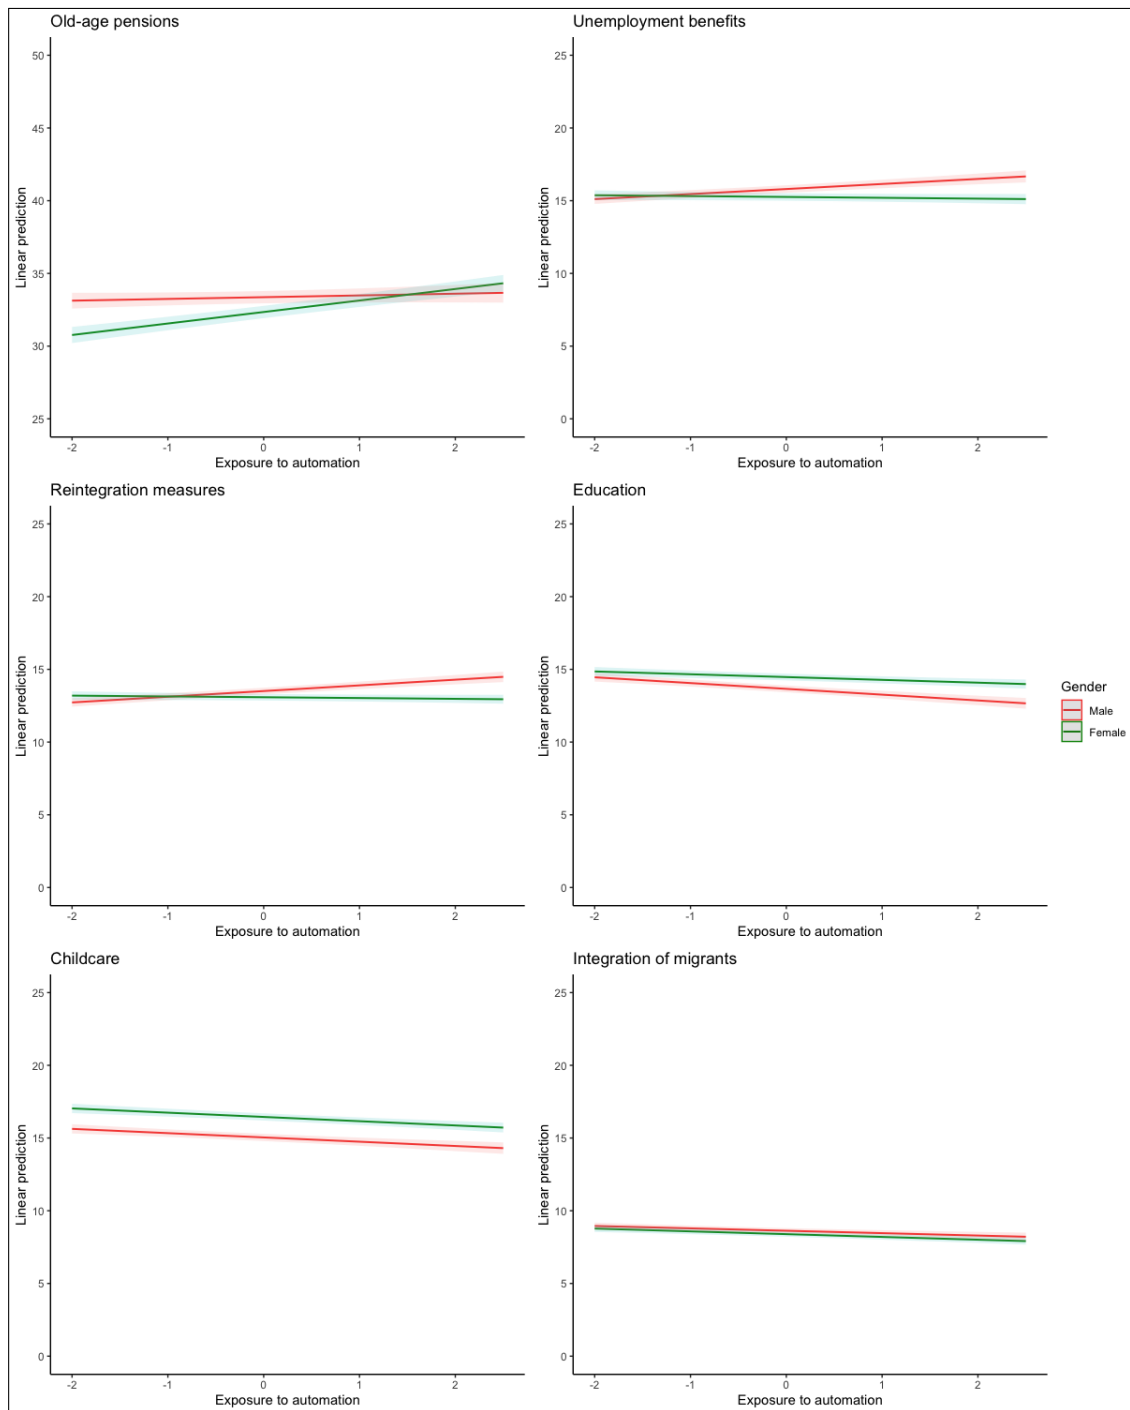 Old-age pensions
50
45
40
35
30
25
Linear prediction
-2 -1 0 1 2
Exposure to automation
Unemployment benefits
25
20
15
10
5
0
Linear prediction
-2 -1 0 1 2
Exposure to automation
Reintegration measures
25
20
15
10
5
0
Linear prediction
-2 -1 0 1 2
Exposure to automation
Education
25
20
15
10
5
0
Linear prediction
-2 -1 0 1 2
Exposure to automation
Gender
Male
Female
Childcare
25
20
15
10
5
0
Linear prediction
-2 -1 0 1 2
Exposure to automation
Integration of migrants
25
20
15
10
5
0
Linear prediction
-2 -1 0 1 2
Exposure to automation